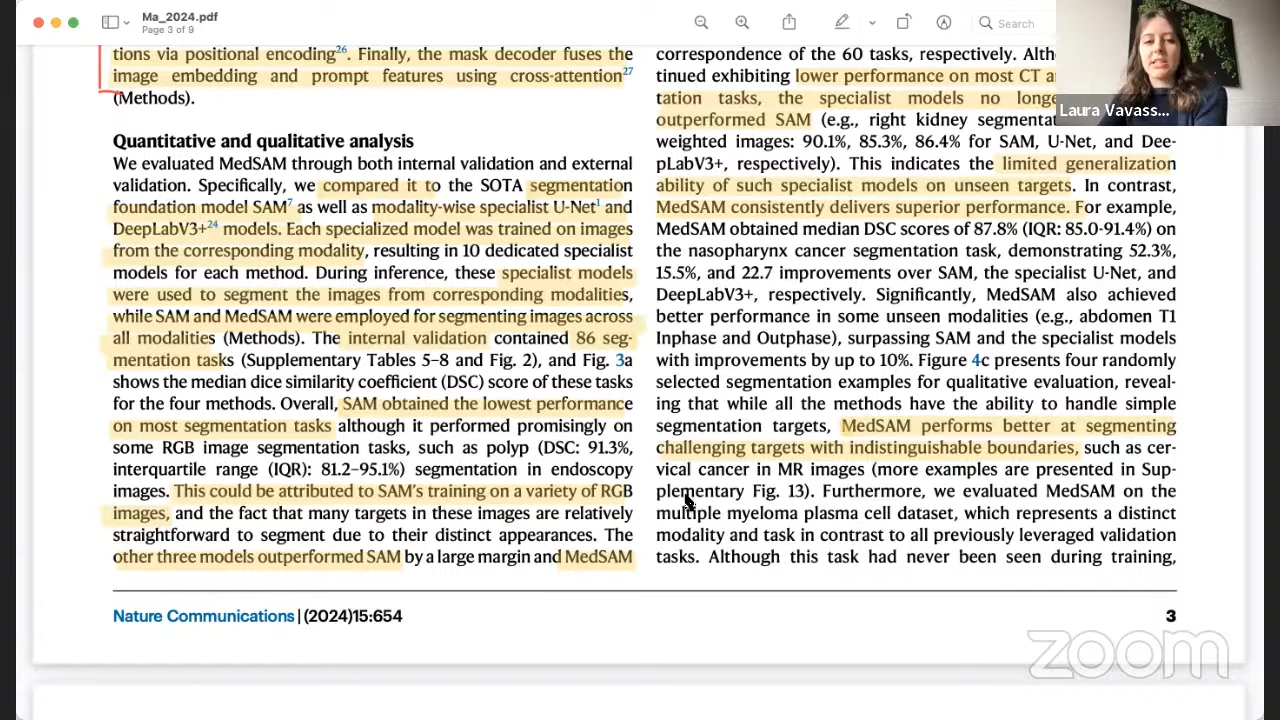 Ma_2024.pdf
Page 3 of 9
Search
Laura Vavass...
tions via positional encoding26. Finally, the mask decoder fuses the
image embedding and prompt features using cross-attention27
(Methods).
Quantitative and qualitative analysis
We evaluated MedSAM through both internal validation and external
validation. Specifically, we compared it to the SOTA segmentation
foundation model SAM7 as well as modality-wise specialist U-Net1 and
DeepLabV3+24 models. Each specialized model was trained on images
from the corresponding modality, resulting in 10 dedicated specialist
models for each method. During inference, these specialist models
were used to segment the images from corresponding modalities,
while SAM and MedSAM were employed for segmenting images across
all modalities (Methods). The internal validation contained 86 seg-
mentation tasks (Supplementary Tables 5–8 and Fig. 2), and Fig. 3a
shows the median dice similarity coefficient (DSC) score of these tasks
for the four methods. Overall, SAM obtained the lowest performance
on most segmentation tasks although it performed promisingly on
some RGB image segmentation tasks, such as polyp (DSC: 91.3%,
interquartile range (IQR): 81.2–95.1%) segmentation in endoscopy
images. This could be attributed to SAM's training on a variety of RGB
images, and the fact that many targets in these images are relatively
straightforward to segment due to their distinct appearances. The
other three models outperformed SAM by a large margin and MedSAM
correspondence of the 60 tasks, respectively. Alth
tinued exhibiting lower performance on most CT a
tation tasks, the specialist models no longe
outperformed SAM (e.g., right kidney segmenta
weighted images: 90.1%, 85.3%, 86.4% for SAM, U-Net, and Dee-
pLabV3+, respectively). This indicates the limited generalization
ability of such specialist models on unseen targets. In contrast,
MedSAM consistently delivers superior performance. For example,
MedSAM obtained median DSC scores of 87.8% (IQR: 85.0-91.4%) on
the nasopharynx cancer segmentation task, demonstrating 52.3%,
15.5%, and 22.7 improvements over SAM, the specialist U-Net, and
DeepLabV3+, respectively. Significantly, MedSAM also achieved
better performance in some unseen modalities (e.g., abdomen T1
Inphase and Outphase), surpassing SAM and the specialist models
with improvements by up to 10%. Figure 4c presents four randomly
selected segmentation examples for qualitative evaluation, reveal-
ing that while all the methods have the ability to handle simple
segmentation targets, MedSAM performs better at segmenting
challenging targets with indistinguishable boundaries, such as cer-
vical cancer in MR images (more examples are presented in Sup-
plementary Fig. 13). Furthermore, we evaluated MedSAM on the
multiple myeloma plasma cell dataset, which represents a distinct
modality and task in contrast to all previously leveraged validation
tasks. Although this task had never been seen during training,
Nature Communications | (2024)15:654
3
zoom